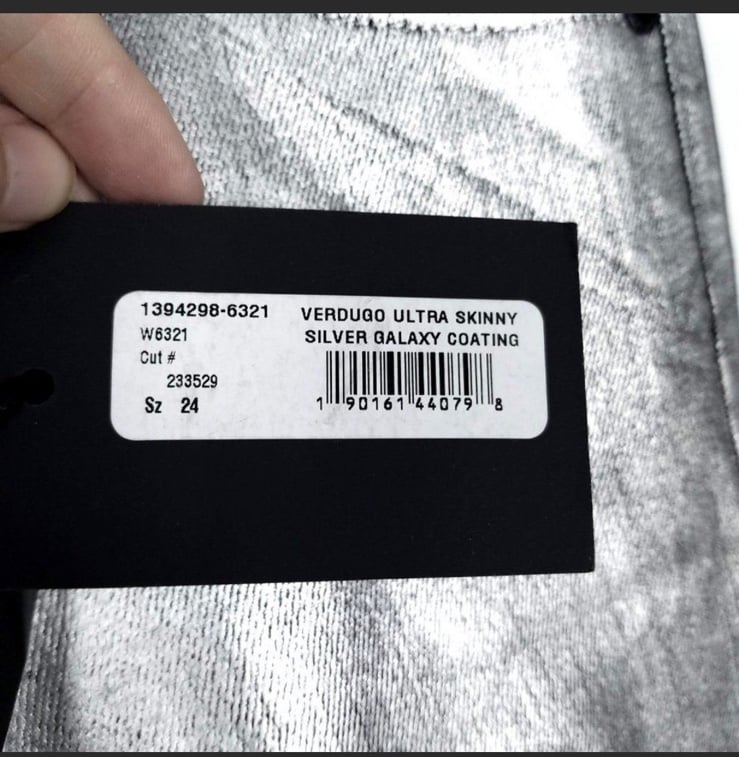 1394298-6321
W6321
Cut #
233529
Sz 24
VERDUGO ULTRA SKINNY
SILVER GALAXY COATING
1 90161 44079 8